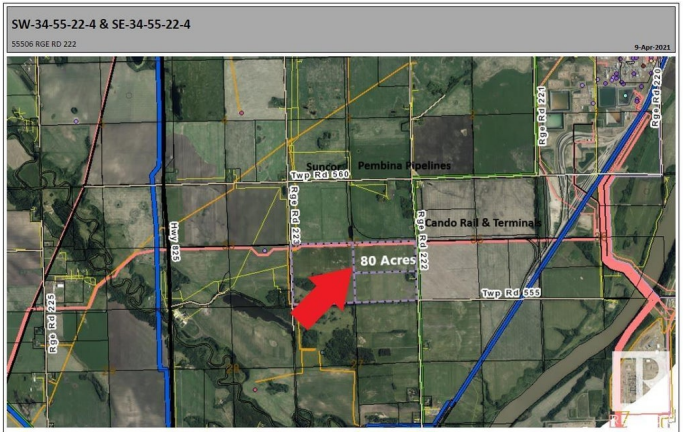 SW-34-55-22-4 & SE-34-55-22-4
55506 RGE RD 222
9-Apr-2021
Rge Rd 220
Rge Rd 221
Suncor
Pembina Pipelines
Twp Rd 560
Rge Rd 223
Rge Rd 222
Cando Rail & Terminals
Hwy 825
80 Acres
Twp Rd 555
Rge Rd 225
R